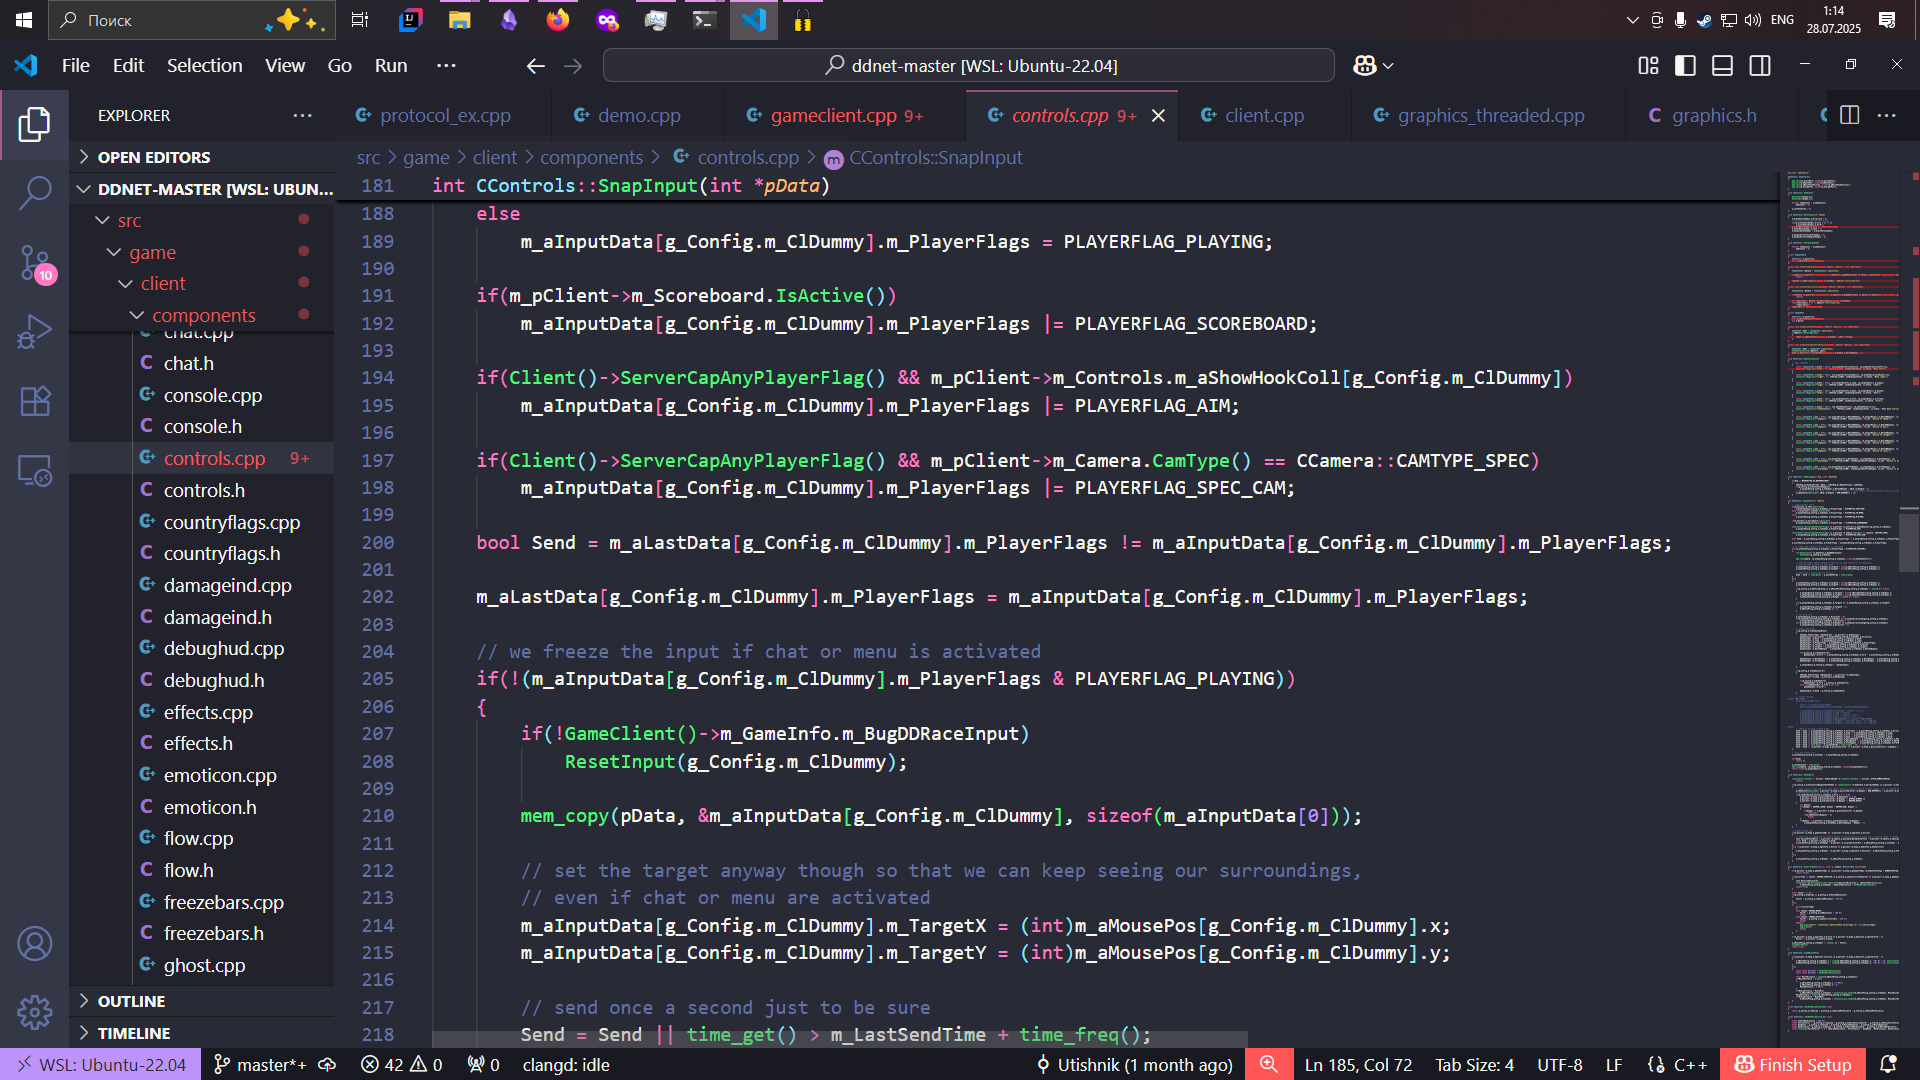 Поиск
ENG
1:14
28.07.2025
File Edit Selection View Go Run ···
ddnet-master [WSL: Ubuntu-22.04]
EXPLORER
protocol_ex.cpp
demo.cpp
gameclient.cpp 9+
controls.cpp 9+
client.cpp
graphics_threaded.cpp
graphics.h
src > game > client > components > controls.cpp > CControls::SnapInput
OPEN EDITORS
DDNET-MASTER [WSL: UBUN...
src
game
client
components
chat.cpp
chat.h
console.cpp
console.h
controls.cpp 9+
controls.h
countryflags.cpp
countryflags.h
damageind.cpp
damageind.h
debughud.cpp
debughud.h
effects.cpp
effects.h
emoticon.cpp
emoticon.h
flow.cpp
flow.h
freezebars.cpp
freezebars.h
ghost.cpp
OUTLINE
TIMELINE
10
181 int CControls::SnapInput(int *pData)
188 else
189 m_aInputData[g_Config.m_ClDummy].m_PlayerFlags = PLAYERFLAG_PLAYING;
190
191 if(m_pClient->m_Scoreboard.IsActive())
192 m_aInputData[g_Config.m_ClDummy].m_PlayerFlags |= PLAYERFLAG_SCOREBOARD;
193
194 if(Client()->ServerCapAnyPlayerFlag() && m_pClient->m_Controls.m_aShowHookColl[g_Config.m_ClDummy])
195 m_aInputData[g_Config.m_ClDummy].m_PlayerFlags |= PLAYERFLAG_AIM;
196
197 if(Client()->ServerCapAnyPlayerFlag() && m_pClient->m_Camera.CamType() == CCamera::CAMTYPE_SPEC)
198 m_aInputData[g_Config.m_ClDummy].m_PlayerFlags |= PLAYERFLAG_SPEC_CAM;
199
200 bool Send = m_aLastData[g_Config.m_ClDummy].m_PlayerFlags != m_aInputData[g_Config.m_ClDummy].m_PlayerFlags;
201
202 m_aLastData[g_Config.m_ClDummy].m_PlayerFlags = m_aInputData[g_Config.m_ClDummy].m_PlayerFlags;
203
204 // we freeze the input if chat or menu is activated
205 if(!(m_aInputData[g_Config.m_ClDummy].m_PlayerFlags & PLAYERFLAG_PLAYING))
206 {
207 if(!GameClient()->m_GameInfo.m_BugDDRaceInput)
208 ResetInput(g_Config.m_ClDummy);
209
210 mem_copy(pData, &m_aInputData[g_Config.m_ClDummy], sizeof(m_aInputData[0]));
211
212 // set the target anyway though so that we can keep seeing our surroundings,
213 // even if chat or menu are activated
214 m_aInputData[g_Config.m_ClDummy].m_TargetX = (int)m_aMousePos[g_Config.m_ClDummy].x;
215 m_aInputData[g_Config.m_ClDummy].m_TargetY = (int)m_aMousePos[g_Config.m_ClDummy].y;
216
217 // send once a second just to be sure
218 Send = Send || time_get() > m_LastSendTime + time_freq();
WSL: Ubuntu-22.04 master*+ 42 0 0 clangd: idle Utishnik (1 month ago) Ln 185, Col 72 Tab Size: 4 UTF-8 LF C++ Finish Setup